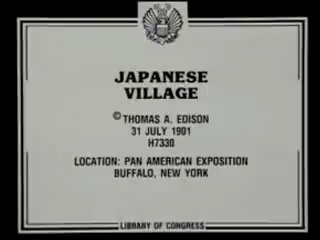 JAPANESE
VILLAGE
© THOMAS A. EDISON
31 JULY 1901
H7330
LOCATION: PAN AMERICAN EXPOSITION
BUFFALO, NEW YORK
LIBRARY OF CONGRESS